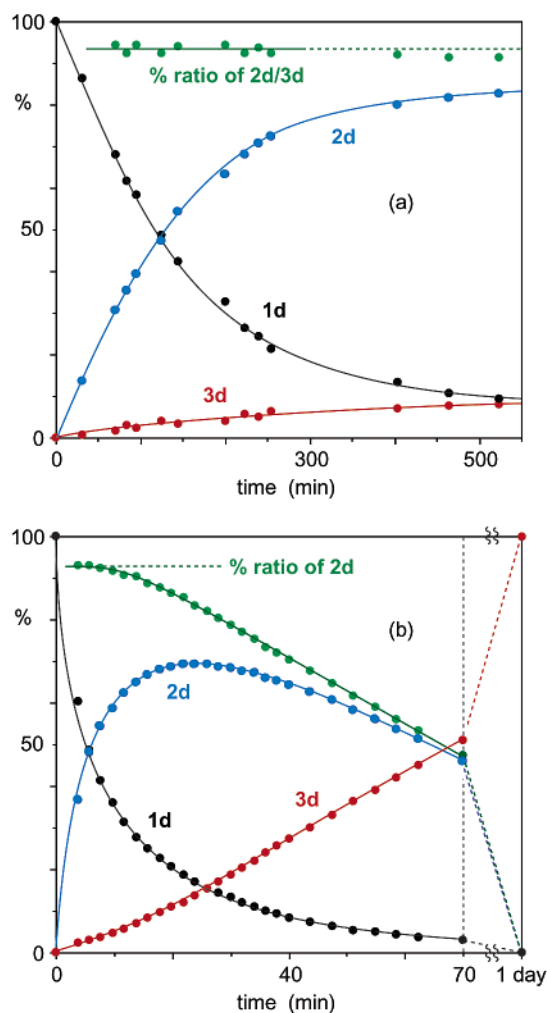 100
%
% ratio of 2d/3d
2d
(a)
50
1d
3d
0
0
300
500
time (min)
100
% ratio of 2d
%
(b)
2d
50
3d
1d
0
0
40
70
1 day
time (min)